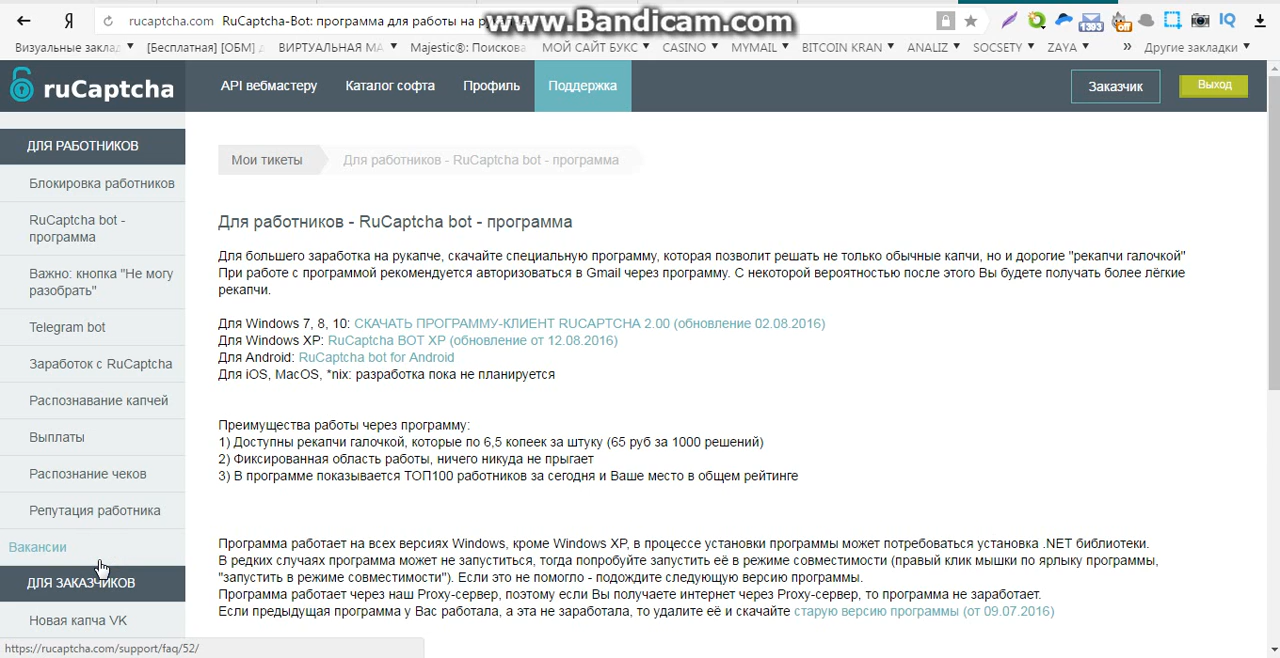 www.Bandicam.com
Я rucaptcha.com RuCaptcha-Bot: программа для работы на
Визуальные заклад [Бесплатная] [ОБМ] ВИРТУАЛЬНАЯ МА Majestic®: Поискова МОЙ САЙТ БУКС CASINO MYMAIL BITCOIN KRAN ANALIZ SOCSETY ZAYA » Другие закладки
ruCaptcha API вебмастеру Каталог софта Профиль Поддержка Заказчик Выход
ДЛЯ РАБОТНИКОВ
Блокировка работников
RuCaptcha bot -
программа
Важно: кнопка "Не могу
разобрать"
Telegram bot
Заработок с RuCaptcha
Распознавание капчей
Выплаты
Распознание чеков
Репутация работника
Вакансии
ДЛЯ ЗАКАЗЧИКОВ
Новая капча VK
https://rucaptcha.com/support/faq/52/
Мои тикеты Для работников - RuCaptcha bot - программа
Для работников - RuCaptcha bot - программа
Для большего заработка на рукапче, скачайте специальную программу, которая позволит решать не только обычные капчи, но и дорогие "рекапчи галочкой"
При работе с программой рекомендуется авторизоваться в Gmail через программу. С некоторой вероятностью после этого Вы будете получать более лёгкие
рекапчи.
Для Windows 7, 8, 10: СКАЧАТЬ ПРОГРАММУ-КЛИЕНТ RUCAPTCHA 2.00 (обновление 02.08.2016)
Для Windows XP: RuCaptcha BOT XP (обновление от 12.08.2016)
Для Android: RuCaptcha bot for Android
Для iOS, MacOS, *nix: разработка пока не планируется
Преимущества работы через программу:
1) Доступны рекапчи галочкой, которые по 6,5 копеек за штуку (65 руб за 1000 решений)
2) Фиксированная область работы, ничего никуда не прыгает
3) В программе показывается ТОП100 работников за сегодня и Ваше место в общем рейтинге
Программа работает на всех версиях Windows, кроме Windows XP, в процессе установки программы может потребоваться установка .NET библиотеки.
В редких случаях программа может не запуститься, тогда попробуйте запустить её в режиме совместимости (правый клик мышки по ярлыку программы,
"запустить в режиме совместимости"). Если это не помогло - подождите следующую версию программы.
Программа работает через наш Proxy-сервер, поэтому если Вы получаете интернет через Proxy-сервер, то программа не заработает.
Если предыдущая программа у Вас работала, а эта не заработала, то удалите её и скачайте старую версию программы (от 09.07.2016)